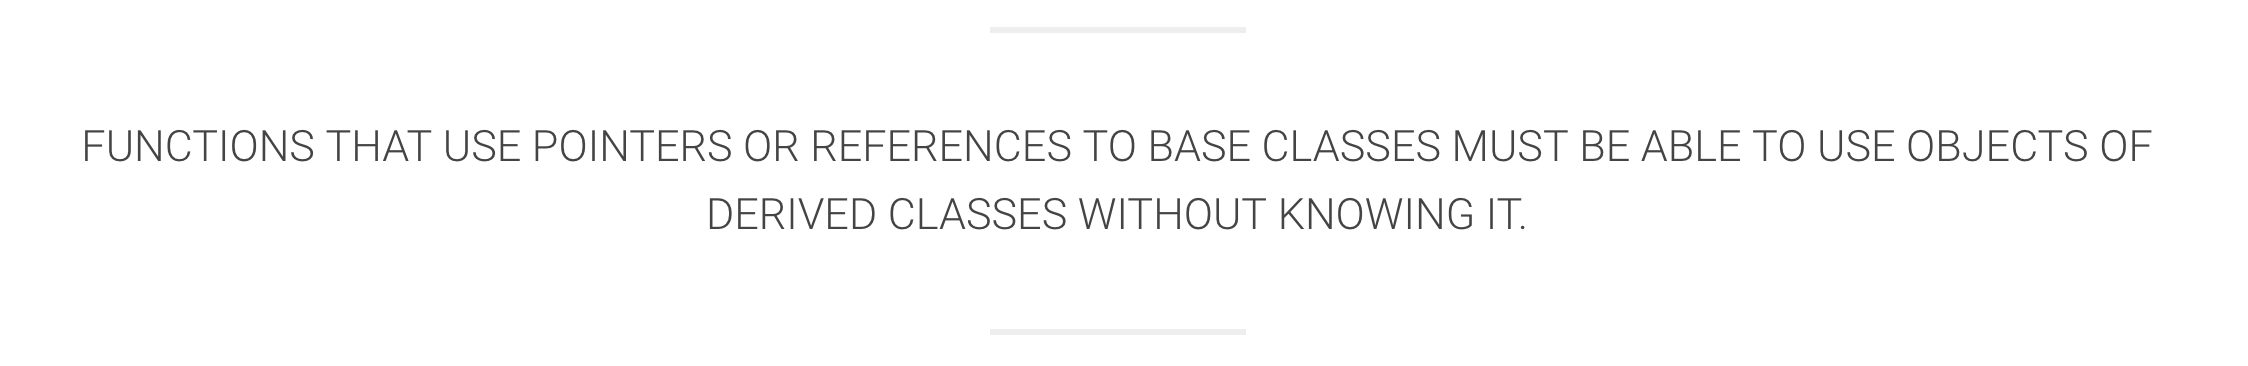 FUNCTIONS THAT USE POINTERS OR REFERENCES TO BASE CLASSES MUST BE ABLE TO USE OBJECTS OF
DERIVED CLASSES WITHOUT KNOWING IT.